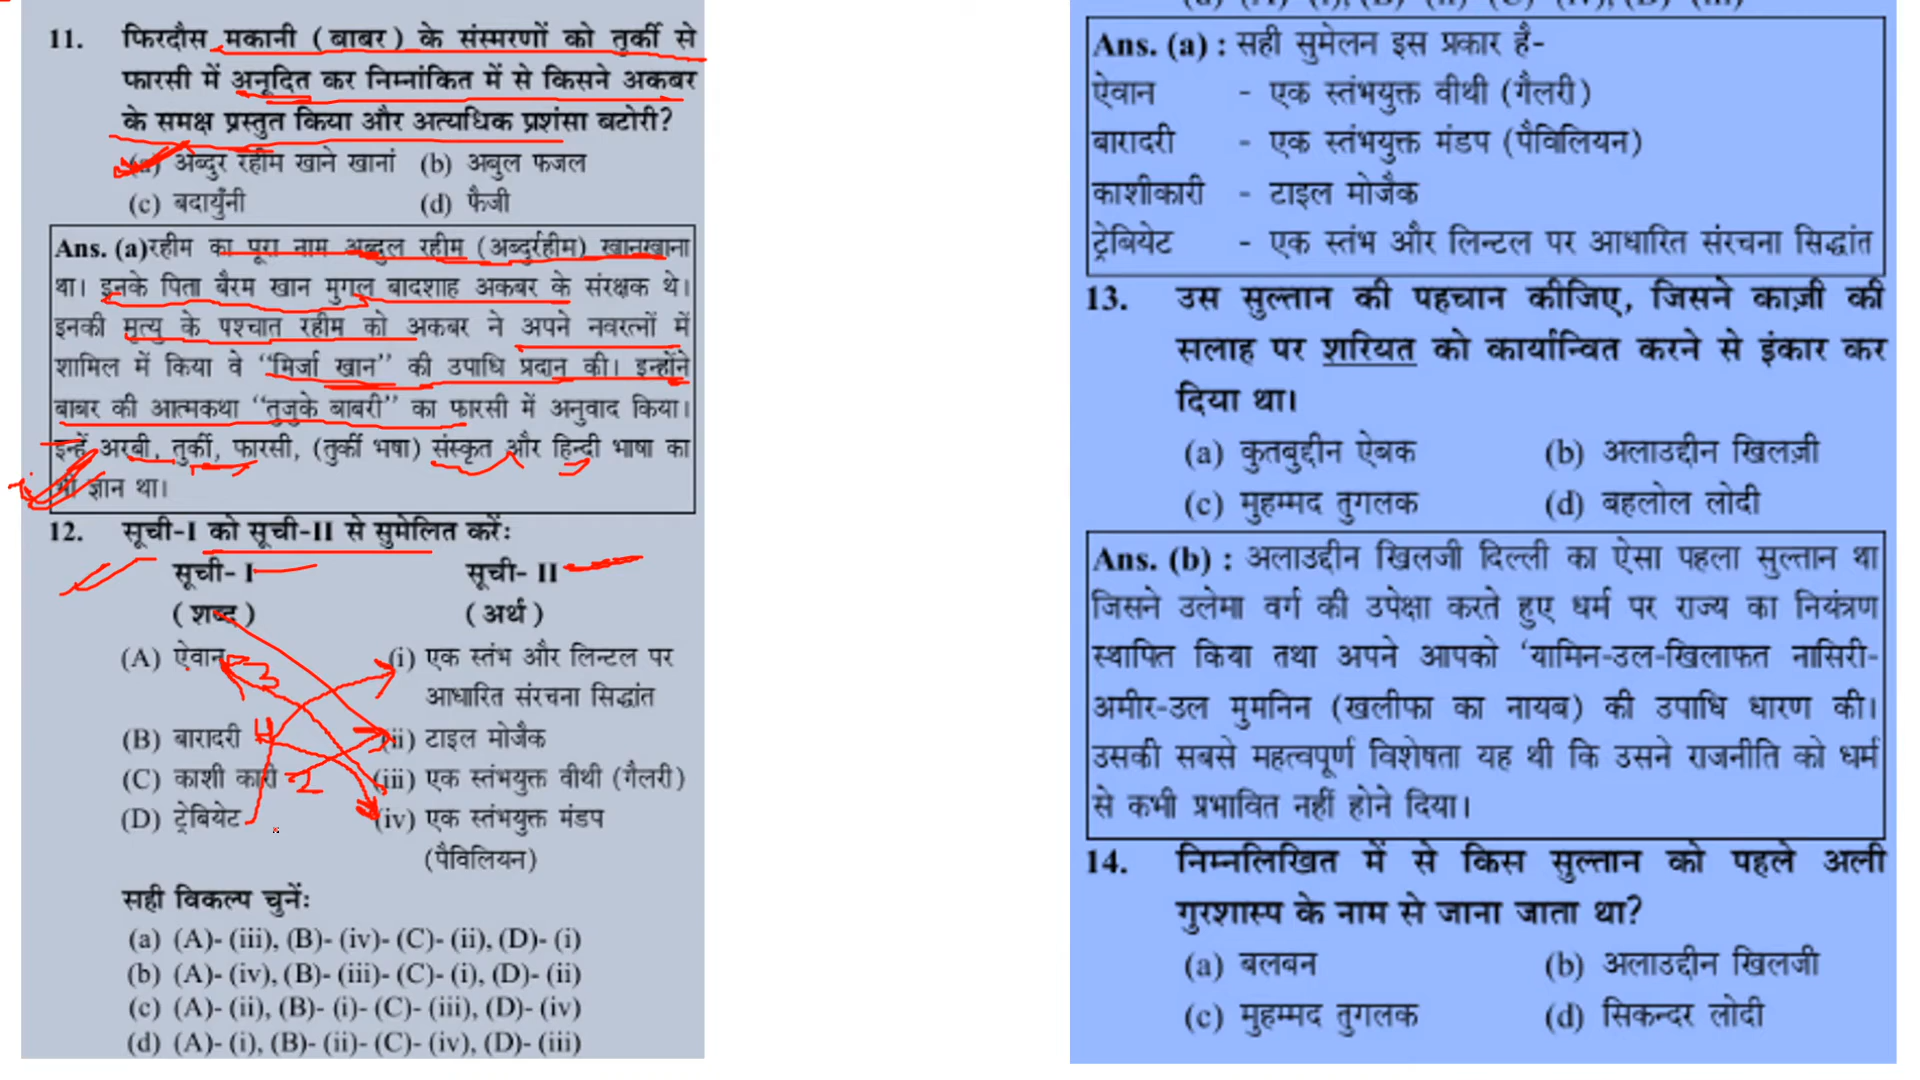 11. फिरदौस मकानी (बाबर) के संस्मरणों को तुर्की से
फारसी में अनूदित कर निम्नांकित में से किसने अकबर
के समक्ष प्रस्तुत किया और अत्यधिक प्रशंसा बटोरी?
(a) अब्दुर रहीम खाने खानां (b) अबुल फजल
(c) बदायुँनी (d) फैजी
Ans. (a)रहीम का पूरा नाम अब्दुल रहीम (अब्दुर्रहीम) खानखाना
था। इनके पिता बैरम खान मुगल बादशाह अकबर के संरक्षक थे।
इनकी मृत्यु के पश्चात रहीम को अकबर ने अपने नवरत्नों में
शामिल में किया वे ‘‘मिर्जा खान’’ की उपाधि प्रदान की। इन्होंने
बाबर की आत्मकथा ‘‘तुजुके बाबरी’’ का फारसी में अनुवाद किया।
इन्हें अरबी, तुर्की, फारसी, (तुर्की भषा) संस्कृत और हिन्दी भाषा का
भी ज्ञान था।
12. सूची-I को सूची-II से सुमेलित करें:
सूची- I सूची- II
(शब्द) (अर्थ)
(A) ऐवान 3 (i) एक स्तंभ और लिन्टल पर
आधारित संरचना सिद्धांत
(B) बारादरी 4 (ii) टाइल मोजैक
(C) काशी कारी 2 (iii) एक स्तंभयुक्त वीथी (गैलरी)
(D) ट्रेबियेट (iv) एक स्तंभयुक्त मंडप
(पैविलियन)
सही विकल्प चुनें:
(a) (A)- (iii), (B)- (iv)- (C)- (ii), (D)- (i)
(b) (A)- (iv), (B)- (iii)- (C)- (i), (D)- (ii)
(c) (A)- (ii), (B)- (i)- (C)- (iii), (D)- (iv)
(d) (A)- (i), (B)- (ii)- (C)- (iv), (D)- (iii)
Ans. (a) : सही सुमेलन इस प्रकार है-
ऐवान - एक स्तंभयुक्त वीथी (गैलरी)
बारादरी - एक स्तंभयुक्त मंडप (पैविलियन)
काशीकारी - टाइल मोजैक
ट्रेबियेट - एक स्तंभ और लिन्टल पर आधारित संरचना सिद्धांत
13. उस सुल्तान की पहचान कीजिए, जिसने काज़ी की
सलाह पर शरियत को कार्यान्वित करने से इंकार कर
दिया था।
(a) कुतबुद्दीन ऐबक (b) अलाउद्दीन खिलज़ी
(c) मुहम्मद तुगलक (d) बहलोल लोदी
Ans. (b) : अलाउद्दीन खिलजी दिल्ली का ऐसा पहला सुल्तान था
जिसने उलेमा वर्ग की उपेक्षा करते हुए धर्म पर राज्य का नियंत्रण
स्थापित किया तथा अपने आपको ‘यामिन-उल-खिलाफत नासिरी-
अमीर-उल मुमनिन (खलीफा का नायब) की उपाधि धारण की।
उसकी सबसे महत्वपूर्ण विशेषता यह थी कि उसने राजनीति को धर्म
से कभी प्रभावित नहीं होने दिया।
14. निम्नलिखित में से किस सुल्तान को पहले अली
गुरशास्प के नाम से जाना जाता था?
(a) बलबन (b) अलाउद्दीन खिलजी
(c) मुहम्मद तुगलक (d) सिकन्दर लोदी